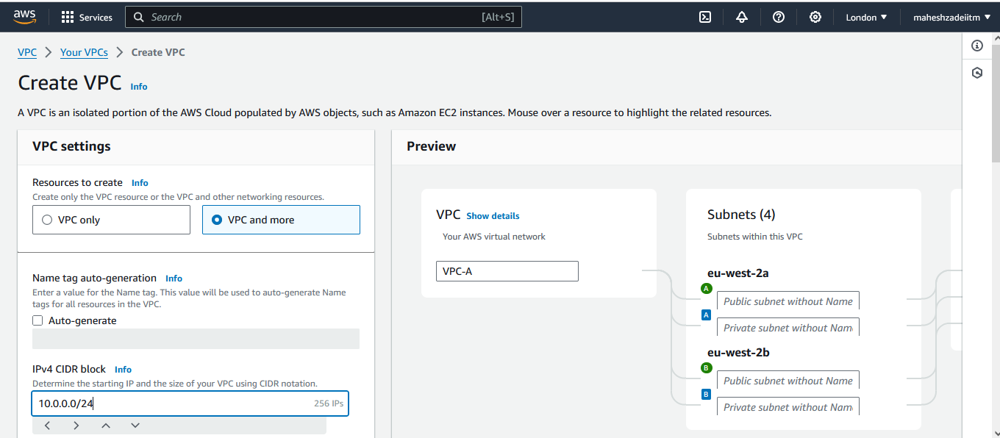 aws
Services
Search
[Alt+S]
London
maheshzadeiitm
VPC
Your VPCs
Create VPC
Create VPC
Info
A VPC is an isolated portion of the AWS Cloud populated by AWS objects, such as Amazon EC2 instances. Mouse over a resource to highlight the related resources.
VPC settings
Resources to create Info
Create only the VPC resource or the VPC and other networking resources.
VPC only
VPC and more
Name tag auto-generation Info
Enter a value for the Name tag. This value will be used to auto-generate Name
tags for all resources in the VPC.
Auto-generate
IPv4 CIDR block Info
Determine the starting IP and the size of your VPC using CIDR notation.
10.0.0.0/24
256 IPs
Preview
VPC Show details
Your AWS virtual network
VPC-A
Subnets (4)
Subnets within this VPC
eu-west-2a
A
Public subnet without Name
A
Private subnet without Nam
eu-west-2b
B
Public subnet without Name
B
Private subnet without Nam